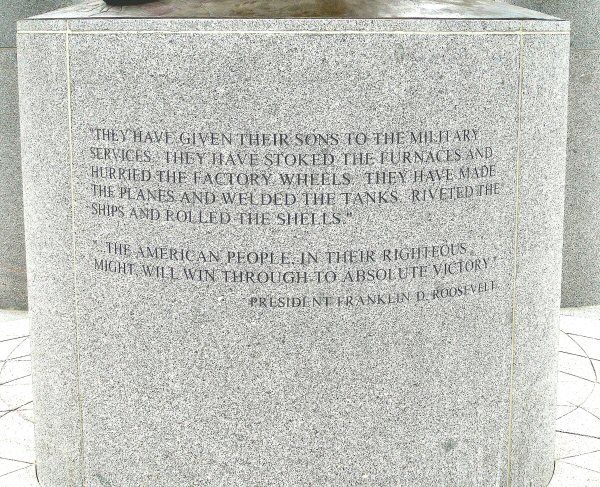 "THEY HAVE GIVEN THEIR SONS TO THE MILITARY
SERVICES. THEY HAVE STOKED THE FURNACES AND
HURRIED THE FACTORY WHEELS. THEY HAVE MADE
THE PLANES AND WELDED THE TANKS. RIVETED THE
SHIPS AND ROLLED THE SHELLS."
"...THE AMERICAN PEOPLE, IN THEIR RIGHTEOUS
MIGHT, WILL WIN THROUGH TO ABSOLUTE VICTORY."
PRESIDENT FRANKLIN D. ROOSEVELT